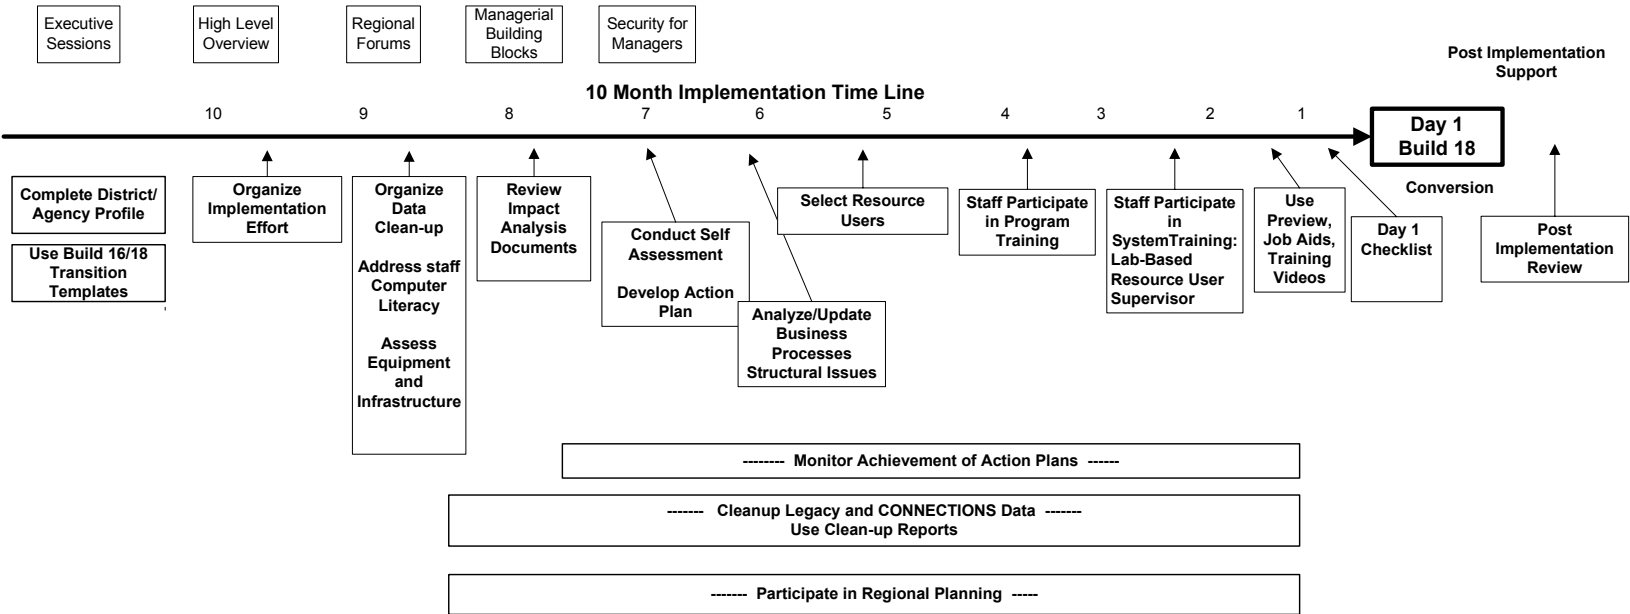 Executive
Sessions
High Level
Overview
Regional
Forums
Managerial
Building
Blocks
Security for
Managers
Post Implementation
Support
10 Month Implementation Time Line
10 9 8 7 6 5 4 3 2 1
Day 1
Build 18
Conversion
Complete District/
Agency Profile
Use Build 16/18
Transition
Templates
Organize
Implementation
Effort
Organize
Data
Clean-up
Address staff
Computer
Literacy
Assess
Equipment
and
Infrastructure
Review
Impact
Analysis
Documents
Conduct Self
Assessment
Develop Action
Plan
Analyze/Update
Business
Processes
Structural Issues
Select Resource
Users
Staff Participate
in Program
Training
Staff Participate
in
SystemTraining:
Lab-Based
Resource User
Supervisor
Use
Preview,
Job Aids,
Training
Videos
Day 1
Checklist
Post
Implementation
Review
-------- Monitor Achievement of Action Plans ------
------- Cleanup Legacy and CONNECTIONS Data -------
Use Clean-up Reports
------- Participate in Regional Planning -----